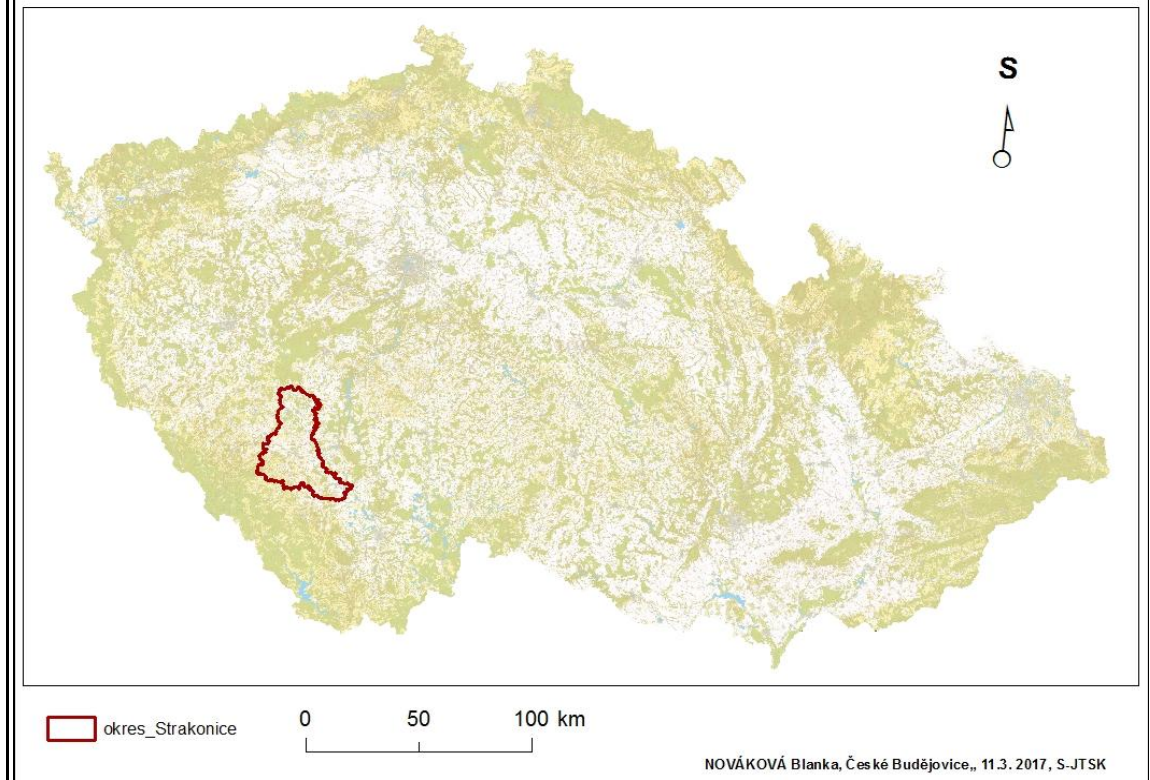 S
okres_Strakonice
0 50 100 km
NOVÁKOVÁ Blanka, České Budějovice,, 11.3. 2017, S-JTSK